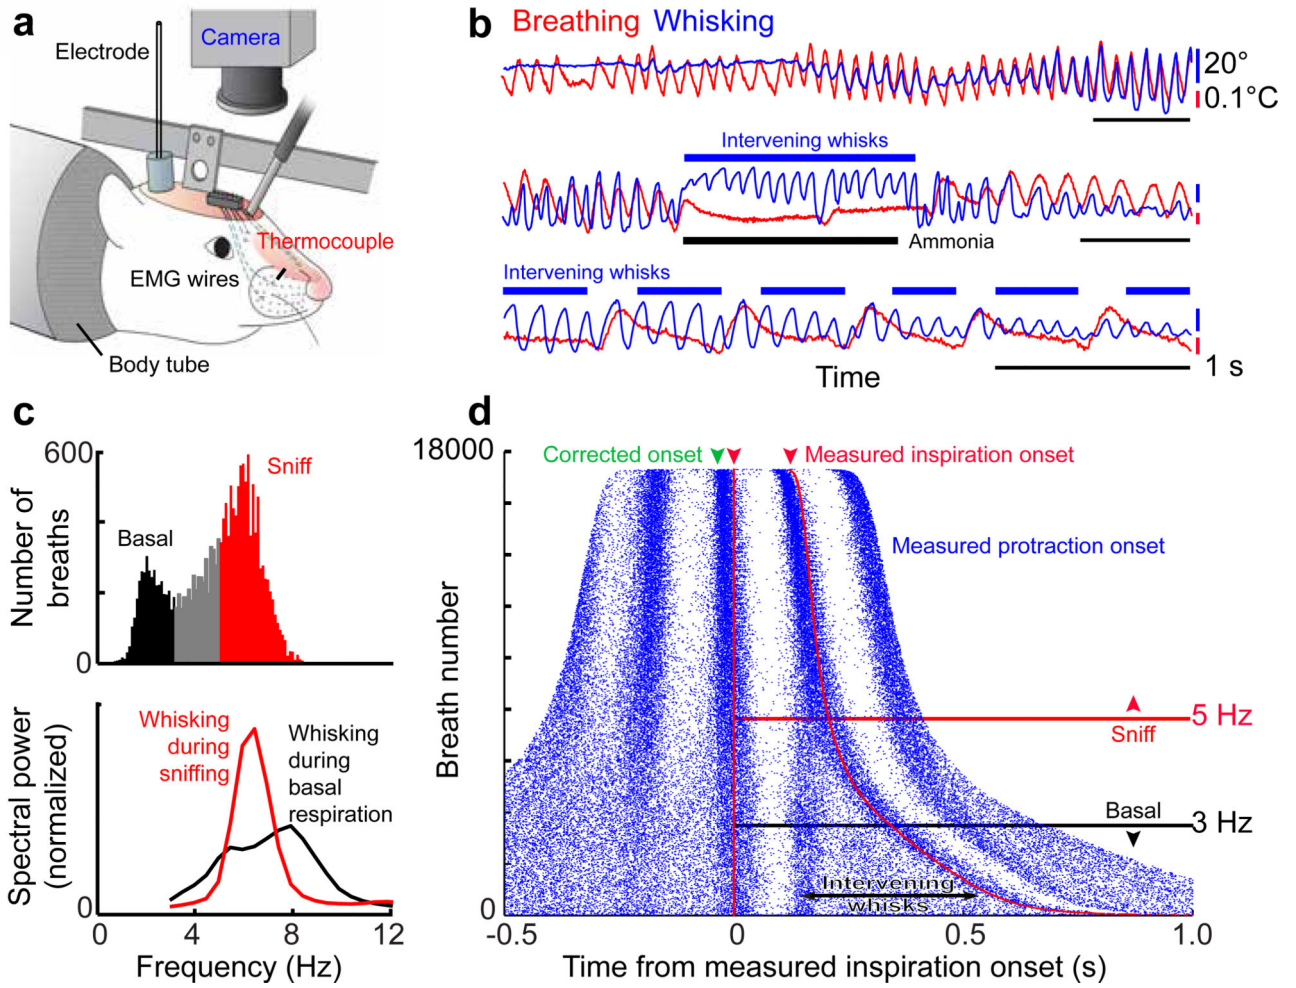 a
Electrode
Camera
Thermocouple
EMG wires
Body tube
b
Breathing Whisking
20°
0.1°C
Intervening whisks
Ammonia
Intervening whisks
1 s
Time
c
600
Sniff
Basal
Number of
breaths
0
Whisking
during
sniffing
Whisking
during
basal
respiration
Spectral power
(normalized)
0
0 4 8 12
Frequency (Hz)
d
18000
Corrected onset
Measured inspiration onset
Measured protraction onset
Breath number
5 Hz
Sniff
Basal
3 Hz
Intervening
whisks
0
-0.5 0 0.5 1.0
Time from measured inspiration onset (s)